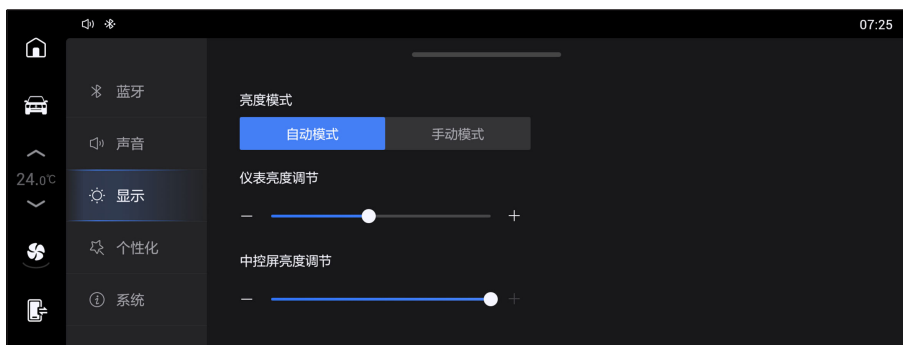 07:25
蓝牙
声音
24.0℃
显示
个性化
系统
亮度模式
自动模式 手动模式
仪表亮度调节
− +
中控屏亮度调节
− +